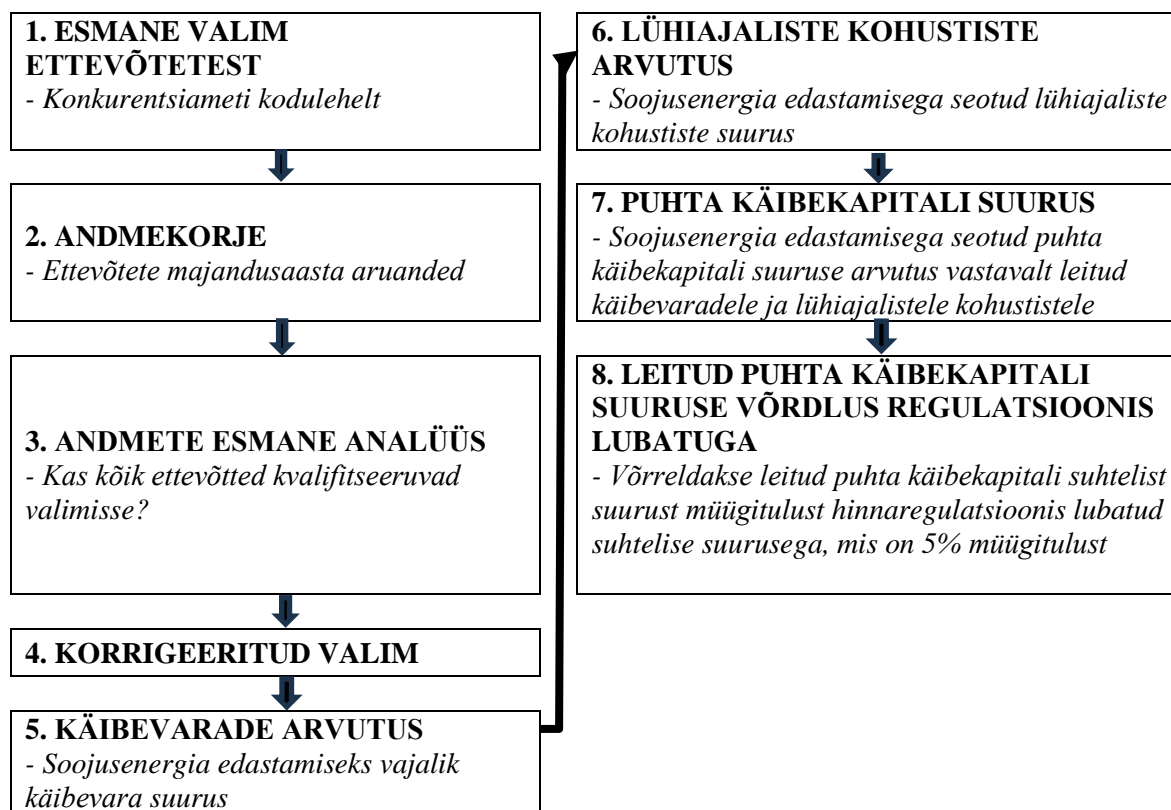 1. ESMANE VALIM
ETTEVÕTETEST
- Konkurentsiameti kodulehelt
2. ANDMEKORJE
- Ettevõtete majandusaasta aruanded
3. ANDMETE ESMANE ANALÜÜS
- Kas kõik ettevõtted kvalifitseeruvad
valimisse?
4. KORRIGEERITUD VALIM
5. KÄIBEVARADE ARVUTUS
- Soojusenergia edastamiseks vajalik
käibevara suurus
6. LÜHIAJALISTE KOHUSTISTE
ARVUTUS
- Soojusenergia edastamisega seotud lühiajaliste
kohustiste suurus
7. PUHTA KÄIBEKAPITALI SUURUS
- Soojusenergia edastamisega seotud puhta
käibekapitali suuruse arvutus vastavalt leitud
käibevaradele ja lühiajalistele kohustistele
8. LEITUD PUHTA KÄIBEKAPITALI
SUURUSE VÕRDLUS REGULATSIOONIS
LUBATUGA
- Võrreldakse leitud puhta käibekapitali suhtelist
suurust müügitulust hinnaregulatsioonis lubatud
suhtelise suurusega, mis on 5% müügitulust